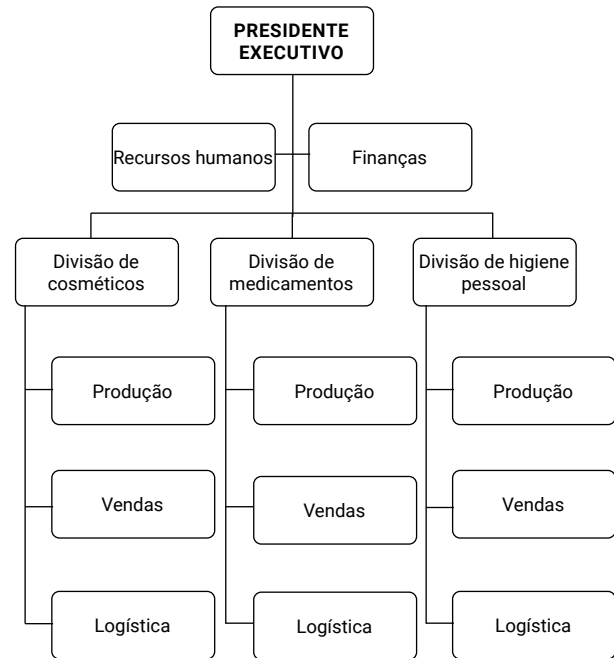 PRESIDENTE
EXECUTIVO
Recursos humanos
Finanças
Divisão de
cosméticos
Divisão de
medicamentos
Divisão de higiene
pessoal
Produção
Produção
Produção
Vendas
Vendas
Vendas
Logística
Logística
Logística